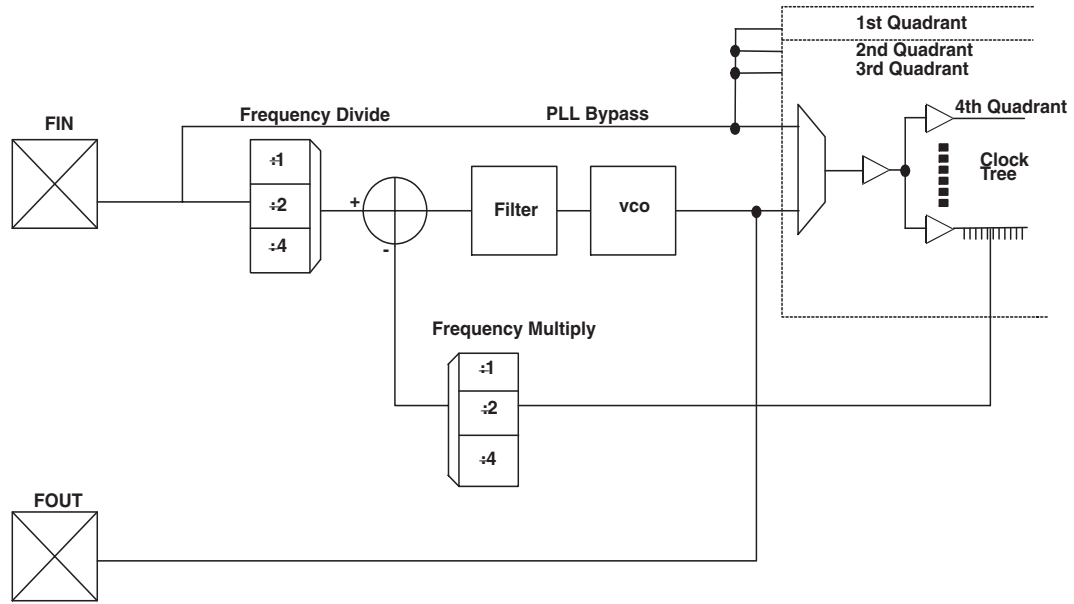 1st Quadrant
2nd Quadrant
3rd Quadrant
FIN
Frequency Divide
PLL Bypass
4th Quadrant
÷1
÷2
÷4
+
-
Filter
vco
Clock
Tree
Frequency Multiply
÷1
÷2
÷4
FOUT